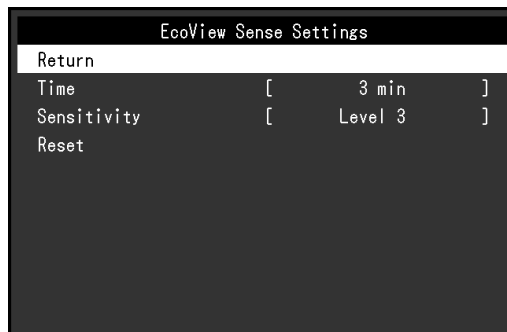 EcoView Sense Settings
Return
Time [ 3 min ]
Sensitivity [ Level 3 ]
Reset